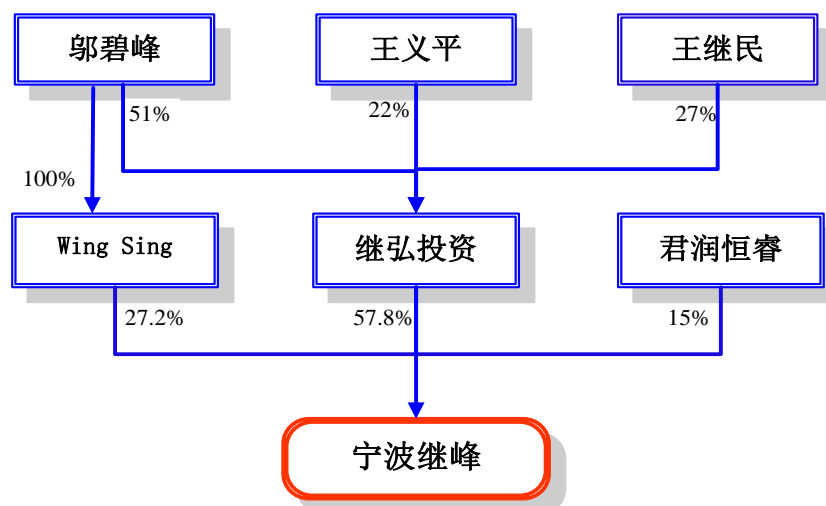 邬碧峰
王义平
王继民
51%
22%
27%
100%
Wing Sing
继弘投资
君润恒睿
27.2%
57.8%
15%
宁波继峰